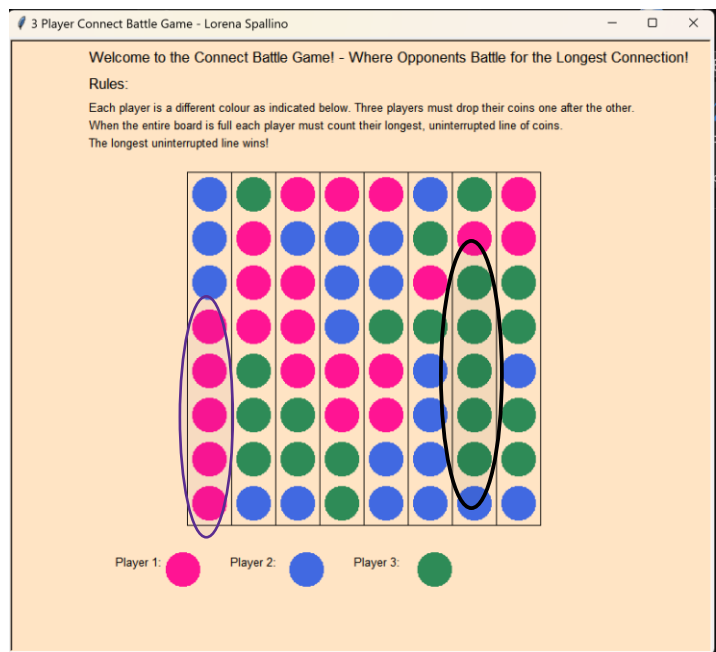 3 Player Connect Battle Game - Lorena Spallino
Welcome to the Connect Battle Game! - Where Opponents Battle for the Longest Connection!
Rules:
Each player is a different colour as indicated below. Three players must drop their coins one after the other.
When the entire board is full each player must count their longest, uninterrupted line of coins.
The longest uninterrupted line wins!
Player 1: Player 2: Player 3: